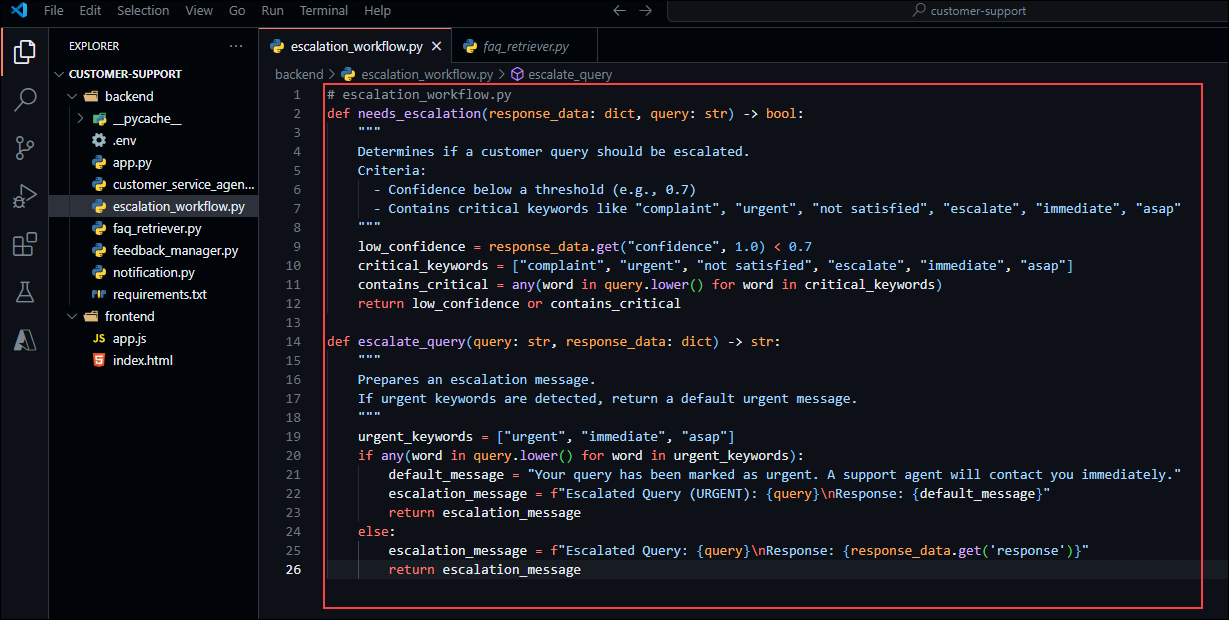 File Edit Selection View Go Run Terminal Help
customer-support
EXPLORER
escalation_workflow.py
faq_retriever.py
CUSTOMER-SUPPORT
backend
__pycache__
.env
app.py
customer_service_agen...
escalation_workflow.py
faq_retriever.py
feedback_manager.py
notification.py
requirements.txt
frontend
JS app.js
index.html
backend > escalation_workflow.py > escalate_query
1 # escalation_workflow.py
2 def needs_escalation(response_data: dict, query: str) -> bool:
3 """
4 Determines if a customer query should be escalated.
5 Criteria:
6 - Confidence below a threshold (e.g., 0.7)
7 - Contains critical keywords like "complaint", "urgent", "not satisfied", "escalate", "immediate", "asap"
8 """
9 low_confidence = response_data.get("confidence", 1.0) < 0.7
10 critical_keywords = ["complaint", "urgent", "not satisfied", "escalate", "immediate", "asap"]
11 contains_critical = any(word in query.lower() for word in critical_keywords)
12 return low_confidence or contains_critical
13
14 def escalate_query(query: str, response_data: dict) -> str:
15 """
16 Prepares an escalation message.
17 If urgent keywords are detected, return a default urgent message.
18 """
19 urgent_keywords = ["urgent", "immediate", "asap"]
20 if any(word in query.lower() for word in urgent_keywords):
21 default_message = "Your query has been marked as urgent. A support agent will contact you immediately."
22 escalation_message = f"Escalated Query (URGENT): {query}\nResponse: {default_message}"
23 return escalation_message
24 else:
25 escalation_message = f"Escalated Query: {query}\nResponse: {response_data.get('response')}"
26 return escalation_message